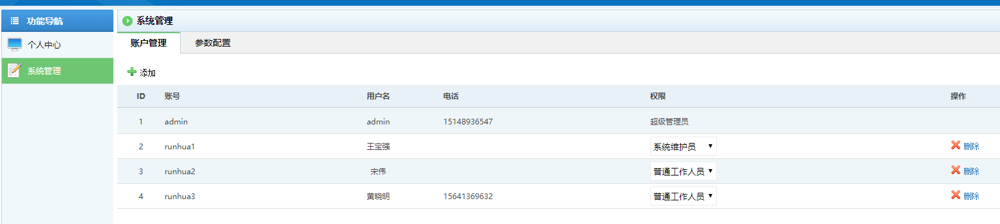 功能导航
系统管理
个人中心
账户管理 参数配置
系统管理
添加
ID 账号 用户名 电话 权限 操作
1 admin admin 15148936547 超级管理员
2 runhua1 王宝强 系统维护员 删除
3 runhua2 宋伟 普通工作人员 删除
4 runhua3 黄晓明 15641369632 普通工作人员 删除